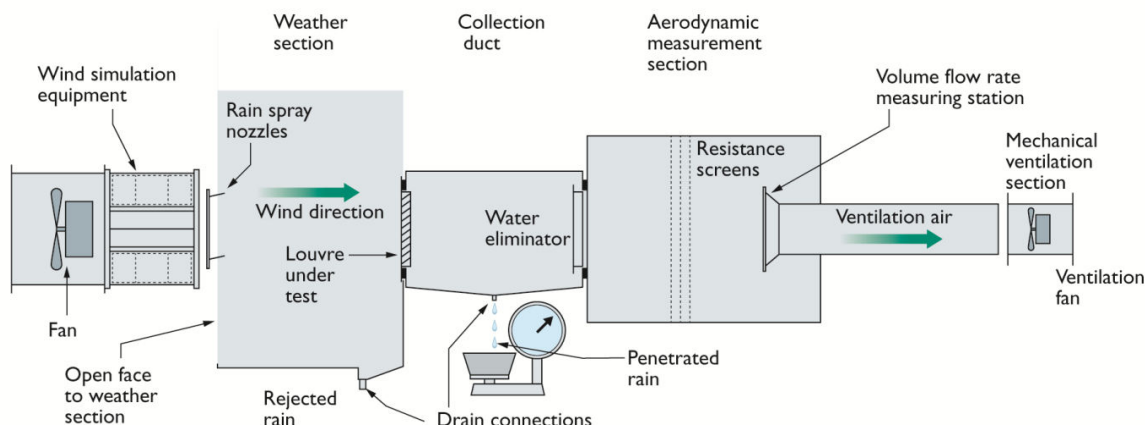 Weather
section
Collection
duct
Aerodynamic
measurement
section
Wind simulation
equipment
Rain spray
nozzles
Volume flow rate
measuring station
Mechanical
ventilation
section
Resistance
screens
Wind direction
Water
eliminator
Ventilation air
Louvre
under
test
Ventilation
fan
Fan
Open face
to weather
section
Penetrated
rain
Rejected
rain
Drain connections